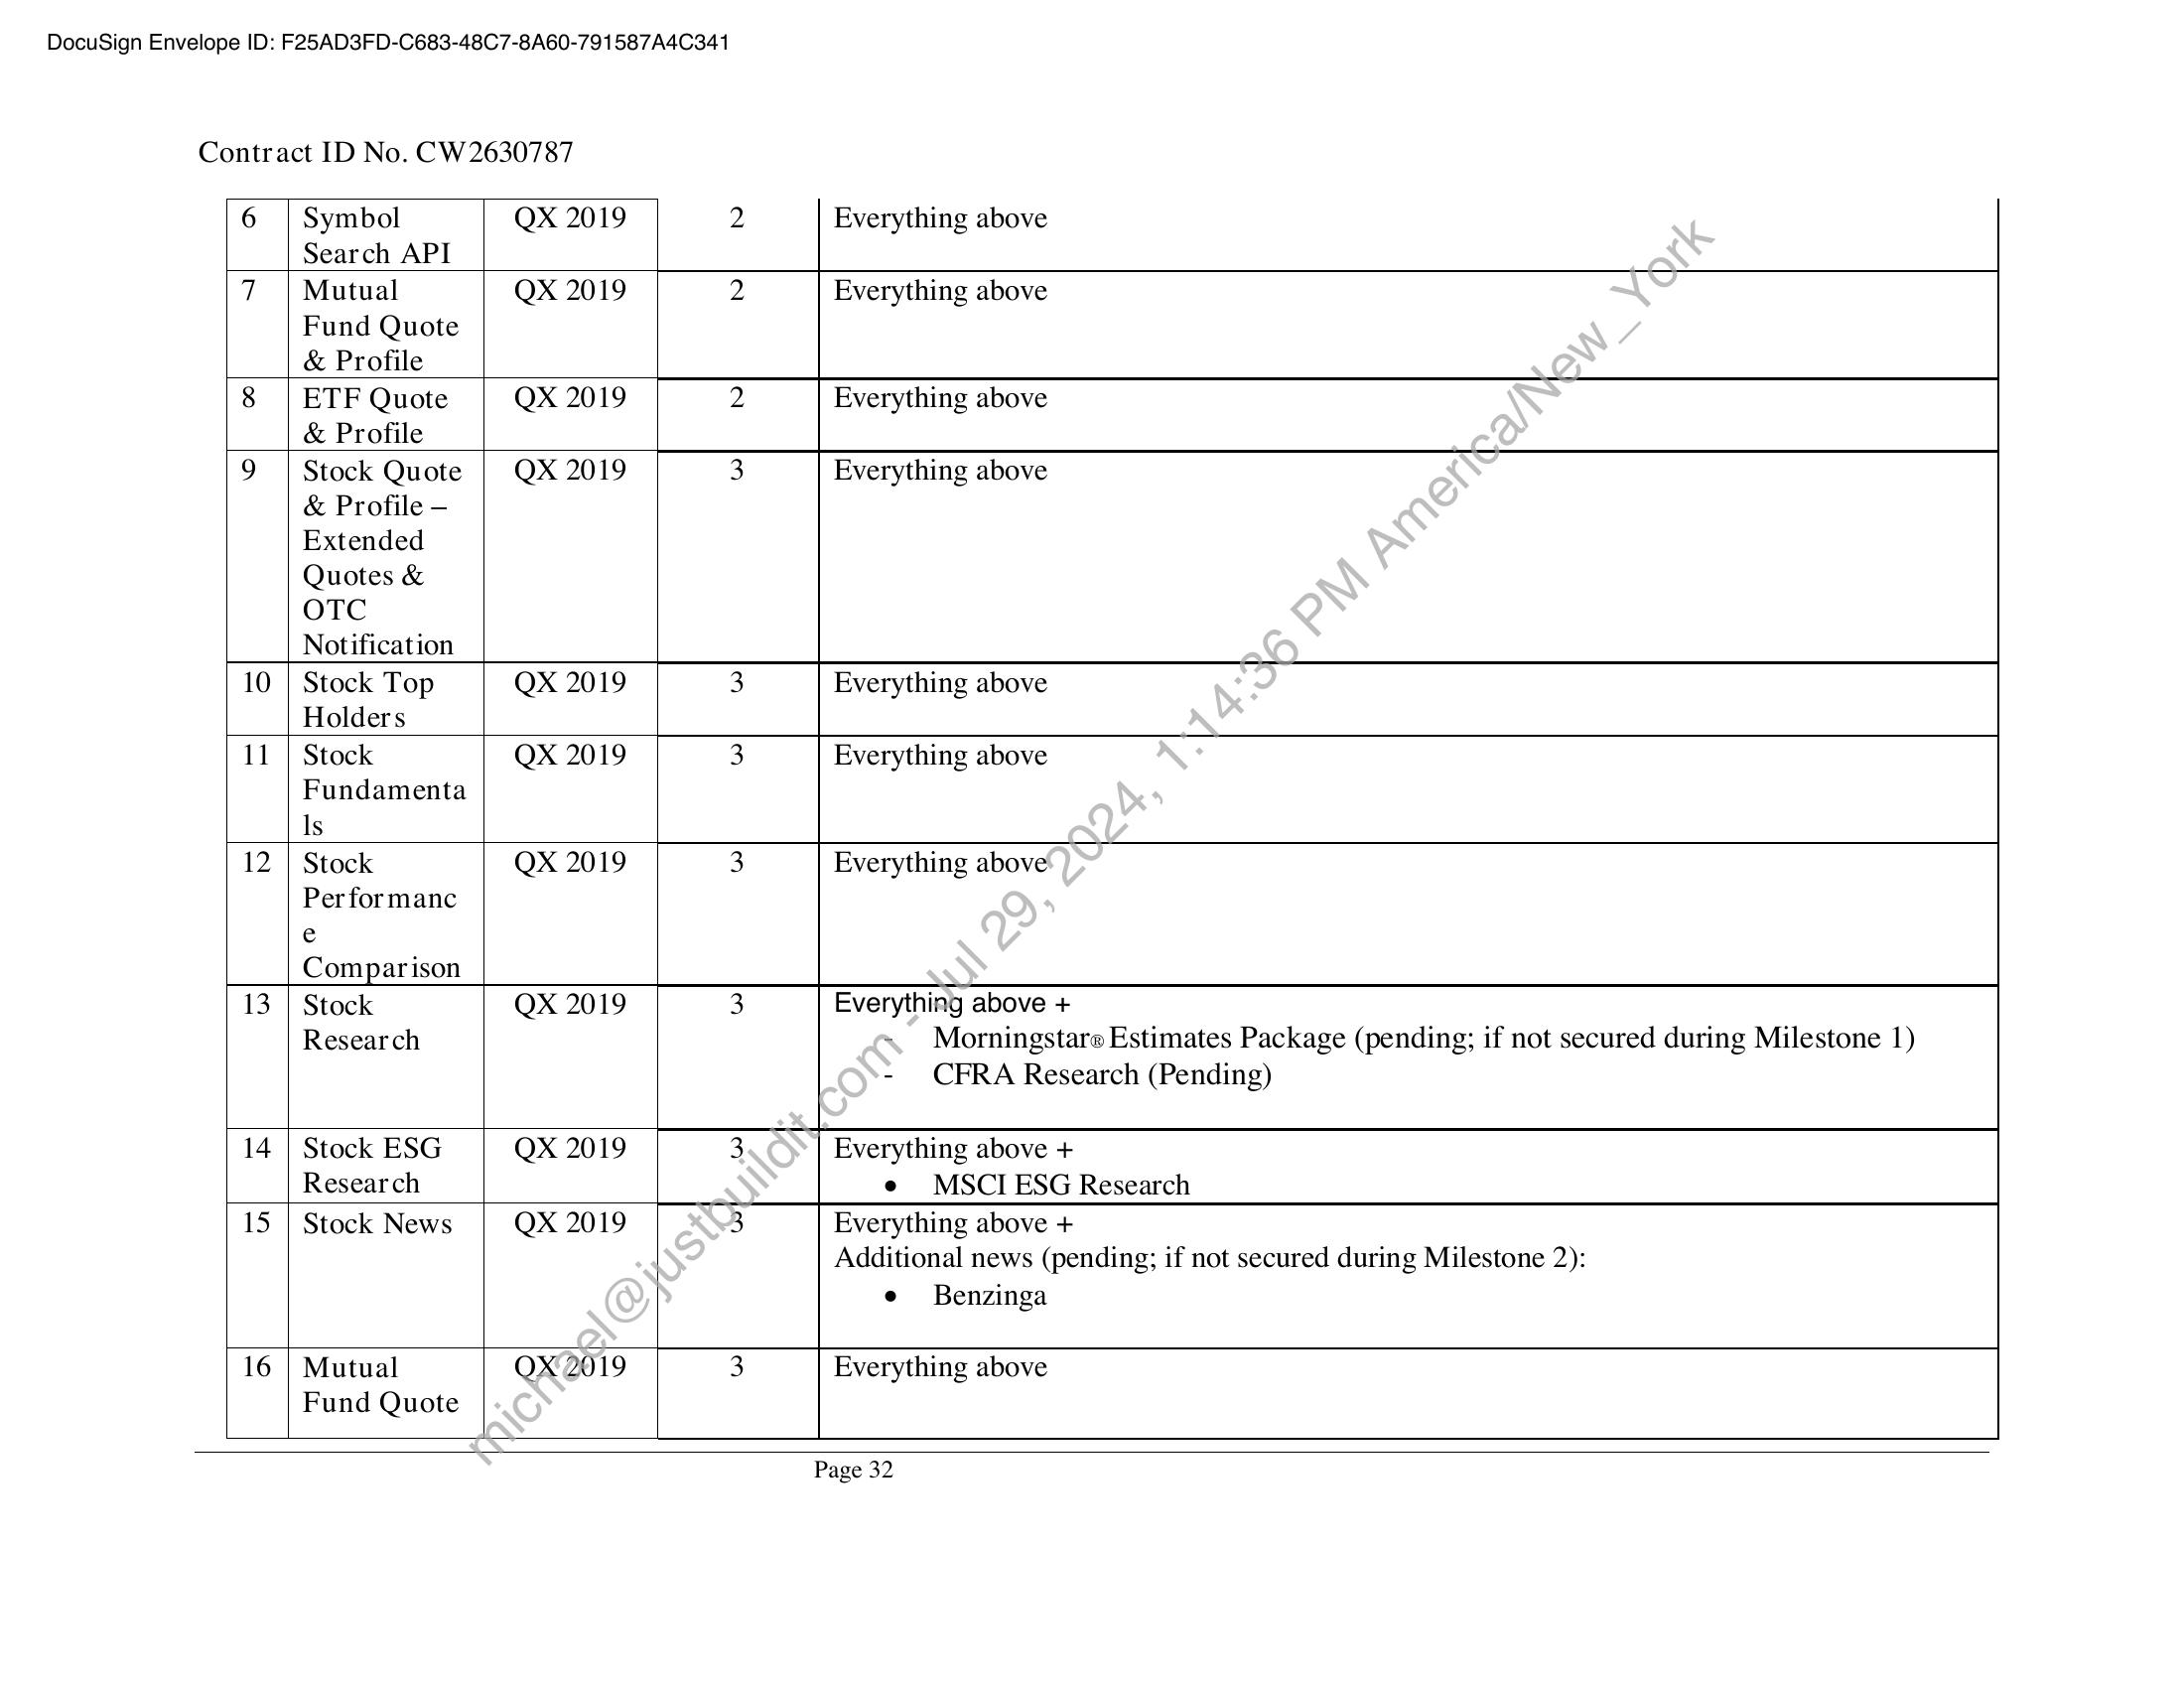 DocuSign Envelope ID: F25AD3FD-C683-48C7-8A60-791587A4C341
Contract ID No. CW2630787
6 Symbol QX 2019 2 Everything above
Search API
7 Mutual QX 2019 2 Everything above
Fund Quote
& Profile
8 ETF Quote QX 2019 2 Everything above
& Profile
9 Stock Quote QX 2019 3 Everything above
& Profile –
Extended
Quotes &
OTC
Notification
10 Stock Top QX 2019 3 Everything above
Holders
11 Stock QX 2019 3 Everything above
Fundamenta
ls
12 Stock QX 2019 3 Everything above
Performanc
e
Comparison
13 Stock QX 2019 3 Everything above +
Research - Morningstar® Estimates Package (pending; if not secured during Milestone 1)
- CFRA Research (Pending)
14 Stock ESG QX 2019 3 Everything above +
Research • MSCI ESG Research
15 Stock News QX 2019 3 Everything above +
Additional news (pending; if not secured during Milestone 2):
• Benzinga
16 Mutual QX 2019 3 Everything above
Fund Quote
Page 32
michael@justbuildit.com - Jul 29, 2024, 1:14:36 PM America/New_York